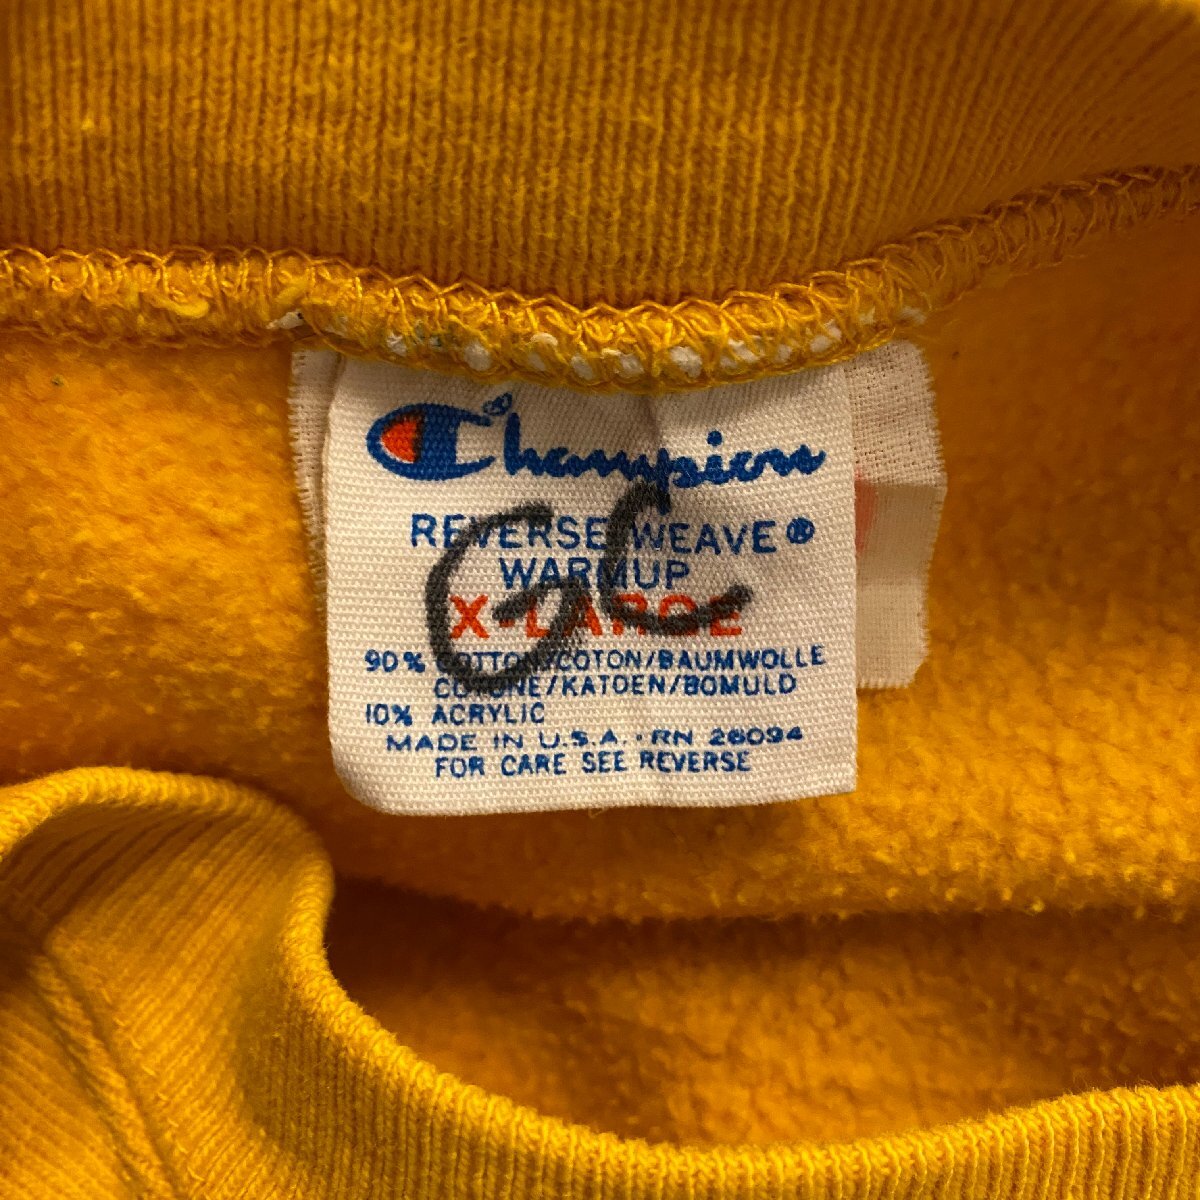 Champion®
REVERSE WEAVE®
WARMUP
X-LARGE
GC
90% COTTON/COTON/BAUMWOLLE
COTONE/KATOEN/BOMULD
10% ACRYLIC
MADE IN U.S.A. · RN 26094
FOR CARE SEE REVERSE